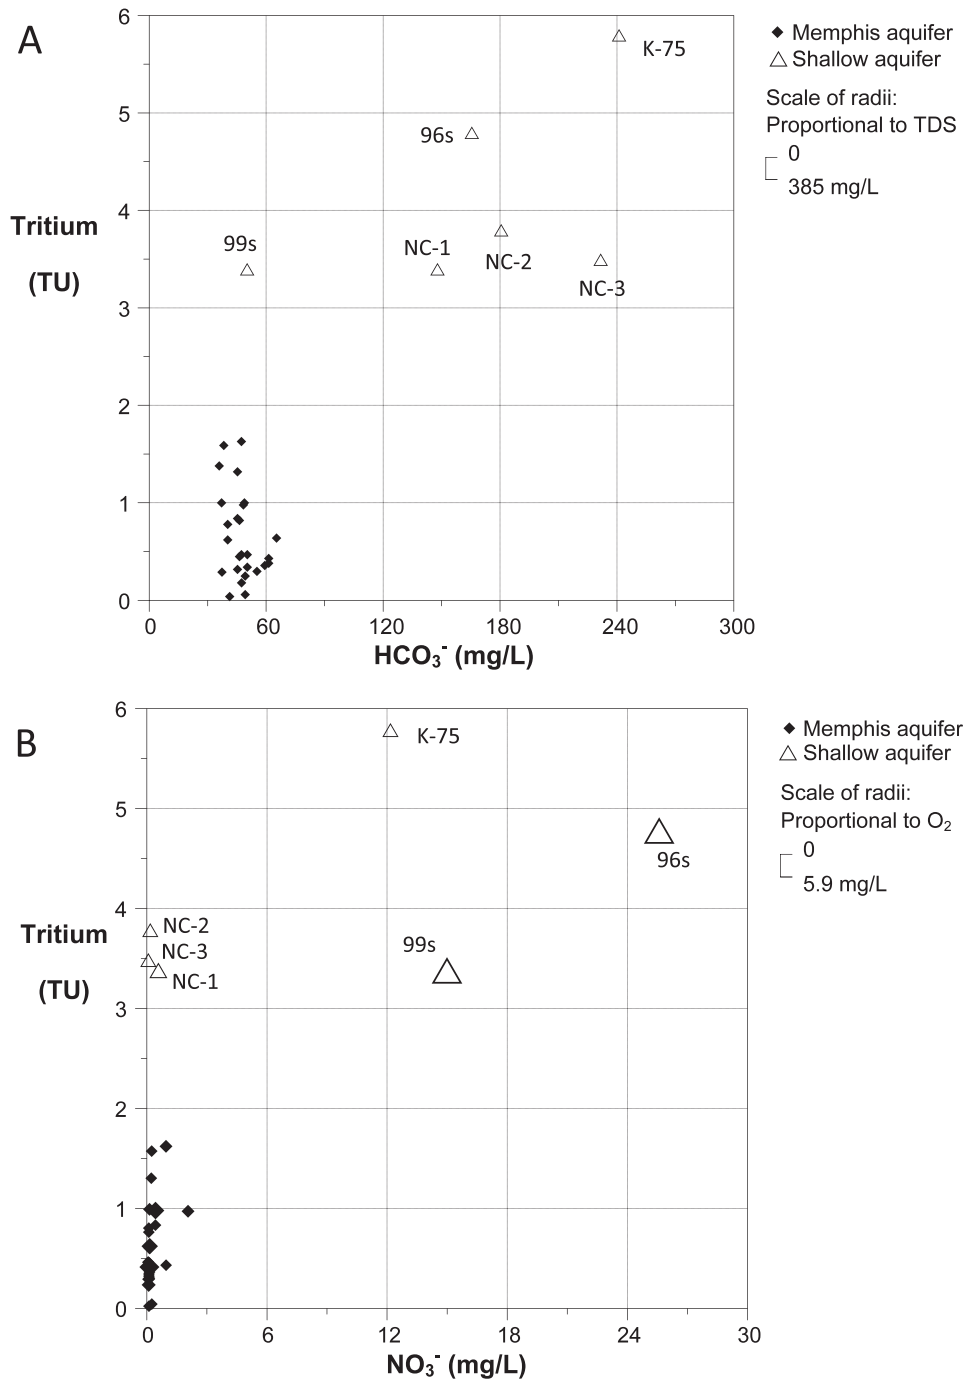 A
6
5
4
3
2
1
0
Tritium
(TU)
K-75
96s
99s
NC-1
NC-2
NC-3
0 60 120 180 240 300
HCO₃⁻ (mg/L)
Memphis aquifer
Shallow aquifer
Scale of radii:
Proportional to TDS
0
385 mg/L
B
6
5
4
3
2
1
0
Tritium
(TU)
K-75
96s
NC-2
NC-3
NC-1
99s
0 6 12 18 24 30
NO₃⁻ (mg/L)
Memphis aquifer
Shallow aquifer
Scale of radii:
Proportional to O₂
0
5.9 mg/L